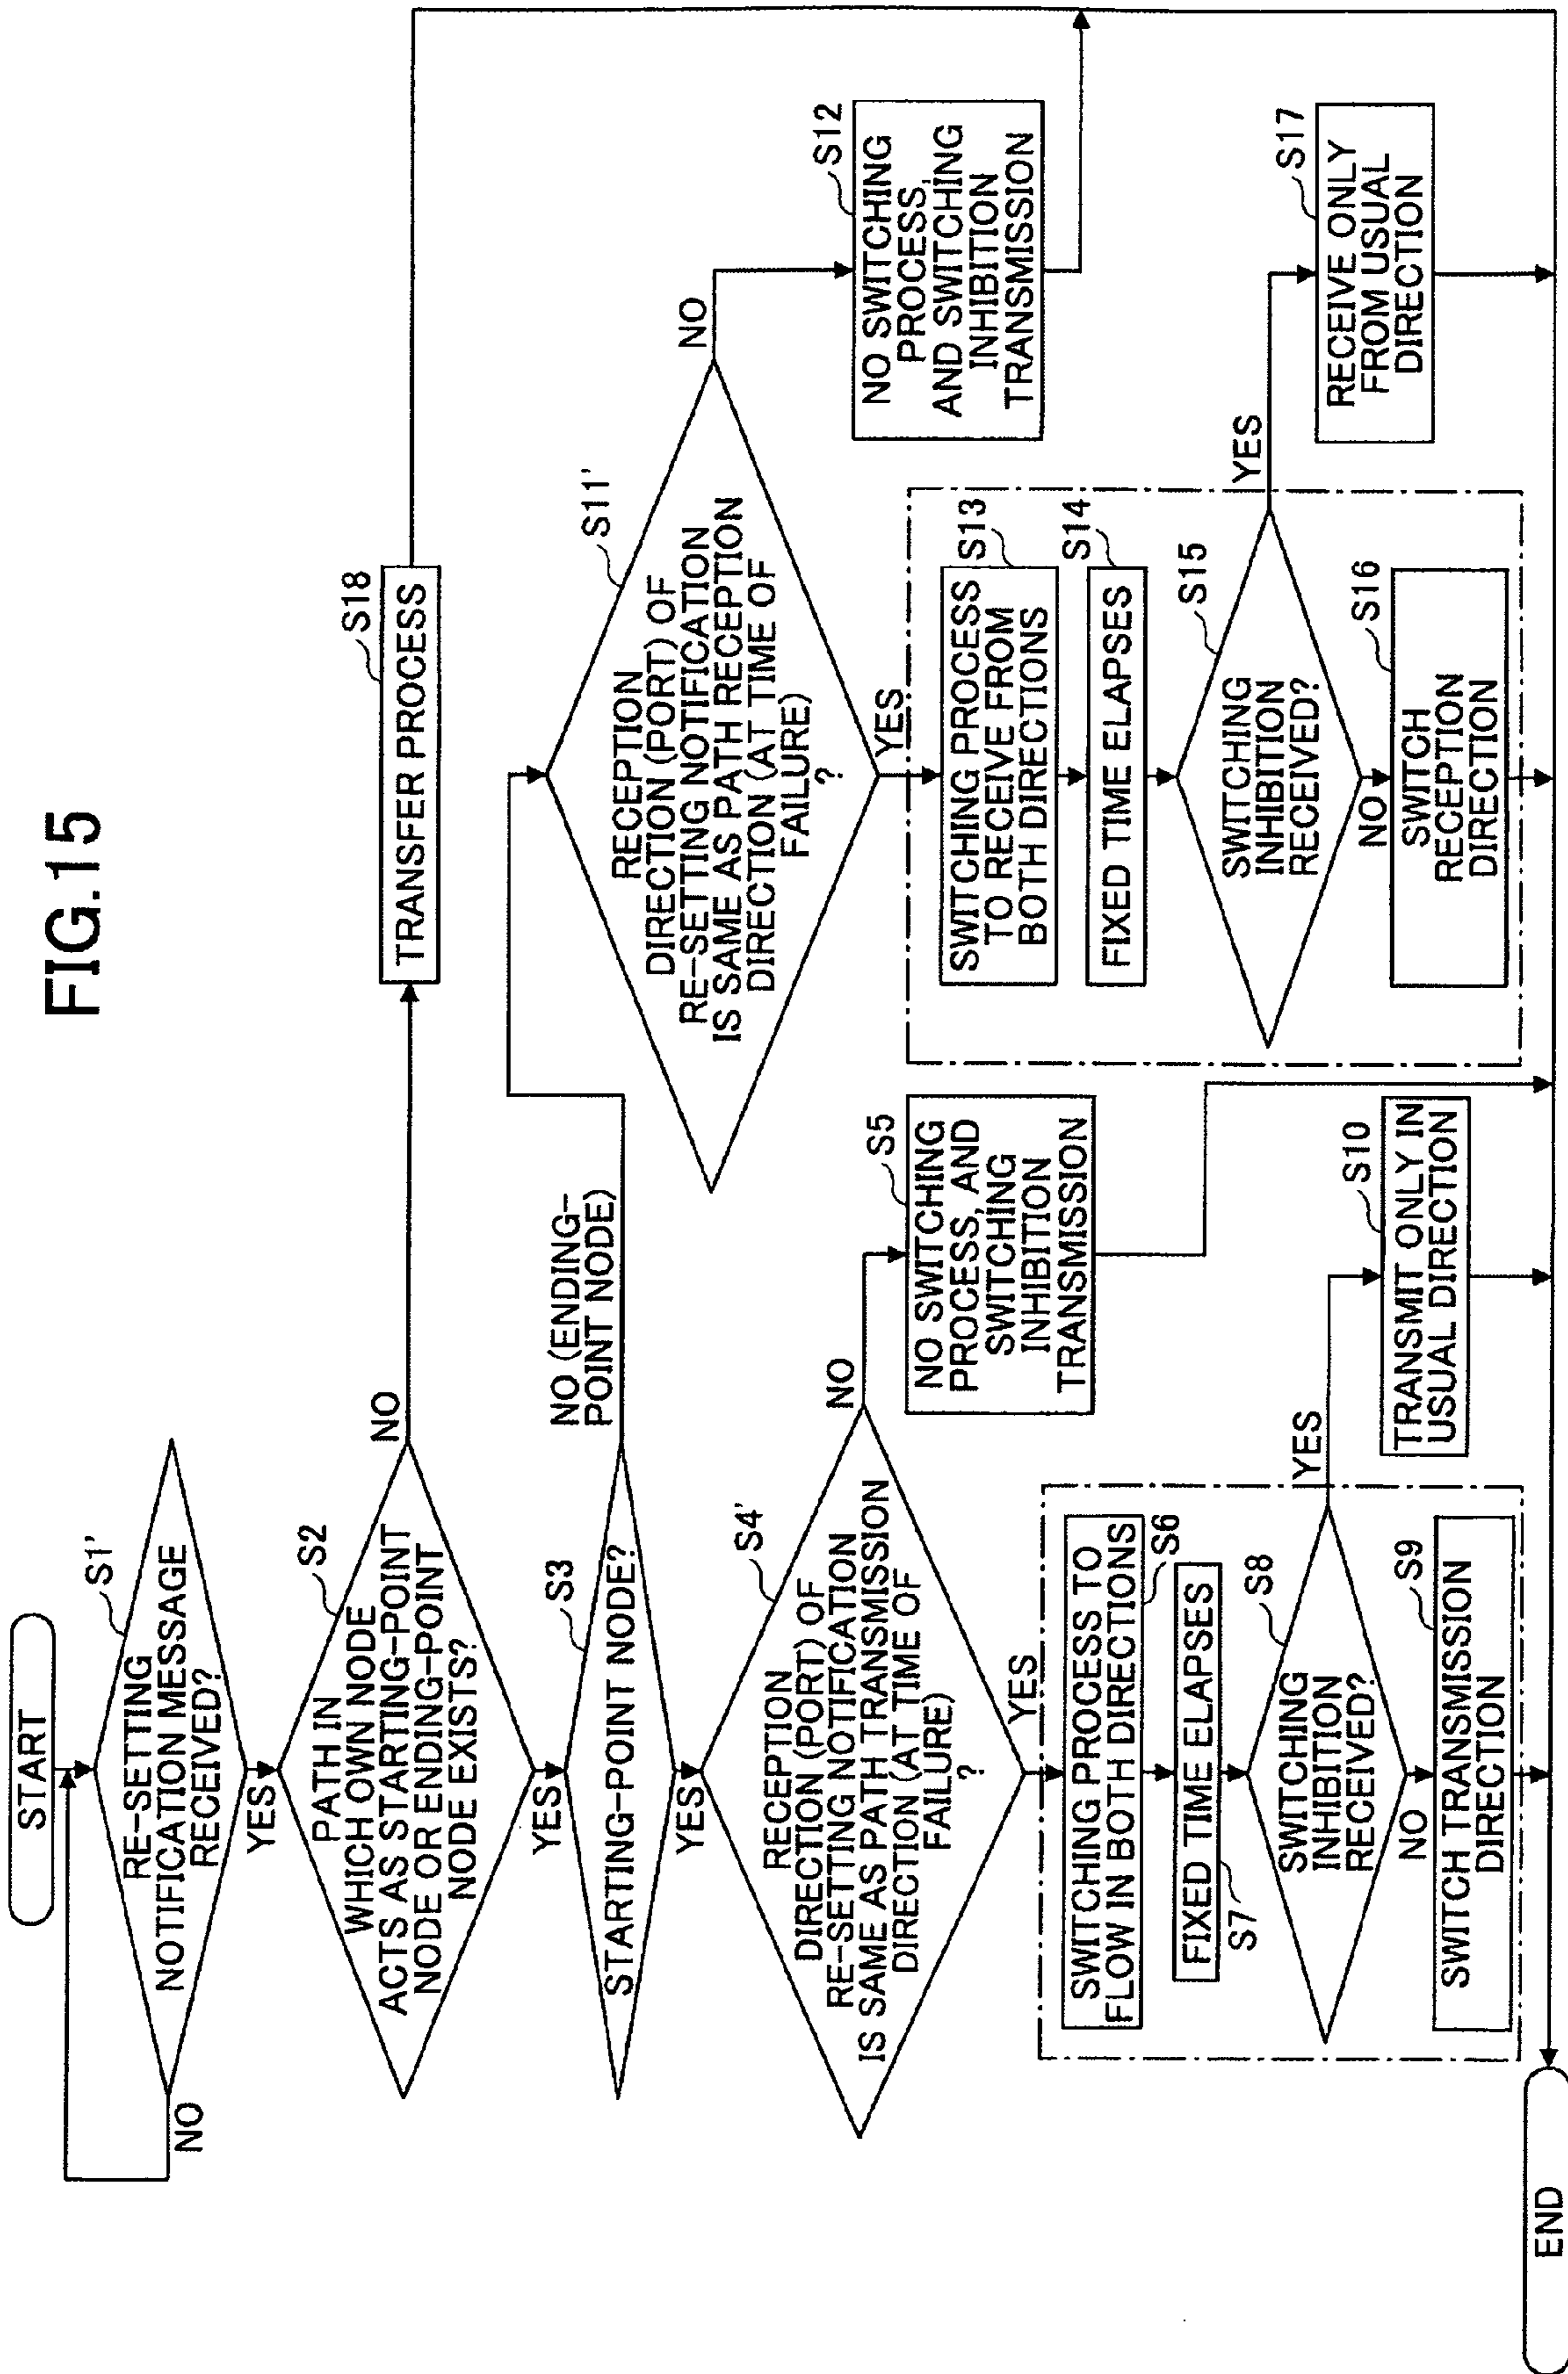 FIG.15
START
RE-SETTING
NOTIFICATION MESSAGE
RECEIVED?
S1'
NO
YES
PATH IN
WHICH OWN NODE
ACTS AS STARTING-POINT
NODE OR ENDING-POINT
NODE EXISTS?
S2
NO
YES
TRANSFER PROCESS
S18
STARTING-POINT NODE?
S3
NO (ENDING-
POINT NODE)
YES
RECEPTION
DIRECTION (PORT) OF
RE-SETTING NOTIFICATION
IS SAME AS PATH TRANSMISSION
DIRECTION (AT TIME OF
FAILURE)
?
S4'
NO
YES
NO SWITCHING
PROCESS, AND
SWITCHING
INHIBITION
TRANSMISSION
S5
SWITCHING PROCESS TO
FLOW IN BOTH DIRECTIONS
S6
FIXED TIME ELAPSES
S7
SWITCHING
INHIBITION
RECEIVED?
S8
YES
NO
SWITCH TRANSMISSION
DIRECTION
S9
TRANSMIT ONLY IN
USUAL DIRECTION
S10
RECEPTION
DIRECTION (PORT) OF
RE-SETTING NOTIFICATION
IS SAME AS PATH RECEPTION
DIRECTION (AT TIME OF
FAILURE)
?
S11'
NO
YES
NO SWITCHING
PROCESS,
AND SWITCHING
INHIBITION
TRANSMISSION
S12
SWITCHING PROCESS
TO RECEIVE FROM
BOTH DIRECTIONS
S13
FIXED TIME ELAPSES
S14
SWITCHING
INHIBITION
RECEIVED?
S15
YES
NO
SWITCH
RECEPTION
DIRECTION
S16
RECEIVE ONLY
FROM USUAL
DIRECTION
S17
END